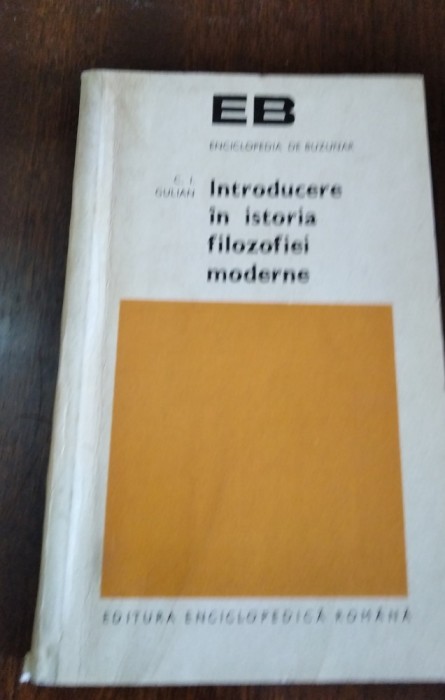 EB
ENCICLOPEDIA DE BUZUNAR
C. I.
GULIAN
Introducere
în istoria
filozofiei
moderne
EDITURA ENCICLOPEDICĂ ROMÂNĂ